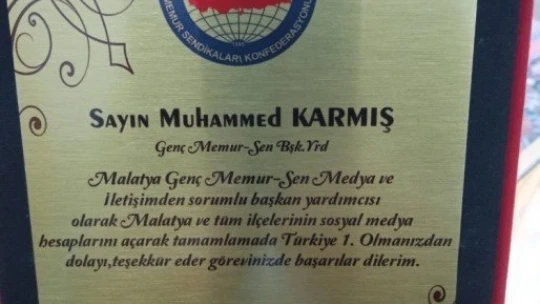 MEMUR SENDİKALARI KONFEDERASYONU
Sayın Muhammed KARMIŞ
Genç Memur-Sen Bşk.Yrd
Malatya Genç Memur-Sen Medya ve
İletişimden sorumlu başkan yardımcısı
olarak Malatya ve tüm ilçelerinin sosyal medya
hesaplarını açarak tamamlamada Türkiye 1. Olmanızdan
dolayı,teşekkür eder görevinizde başarılar dilerim.